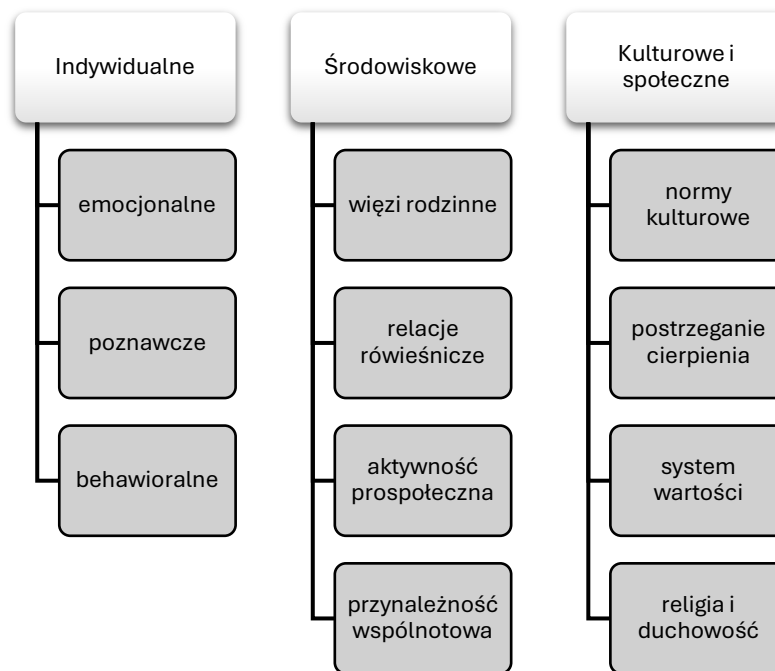 Indywidualne
emocjonalne
poznawcze
behawioralne
Środowiskowe
więzi rodzinne
relacje
rówieśnicze
aktywność
prospołeczna
przynależność
wspólnotowa
Kulturowe i
społeczne
normy
kulturowe
postrzeganie
cierpienia
system
wartości
religia i
duchowość